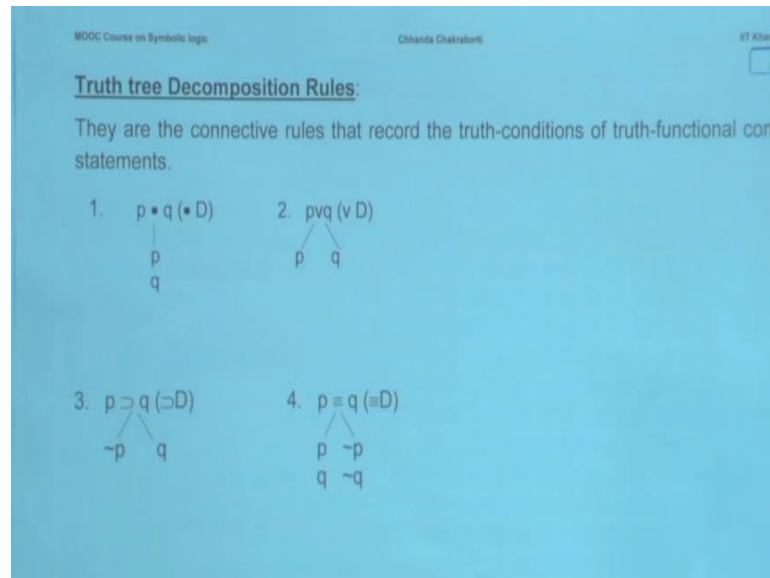 MOOC Course on Symbolic logic Chhanda Chakraborti IIT
Truth tree Decomposition Rules:
They are the connective rules that record the truth-conditions of truth-functional
statements.
1. p • q (• D) 2. pvq (v D)
p p q
q
3. p ⊃ q (⊃D) 4. p ≡ q (≡D)
~p q p ~p
q ~q